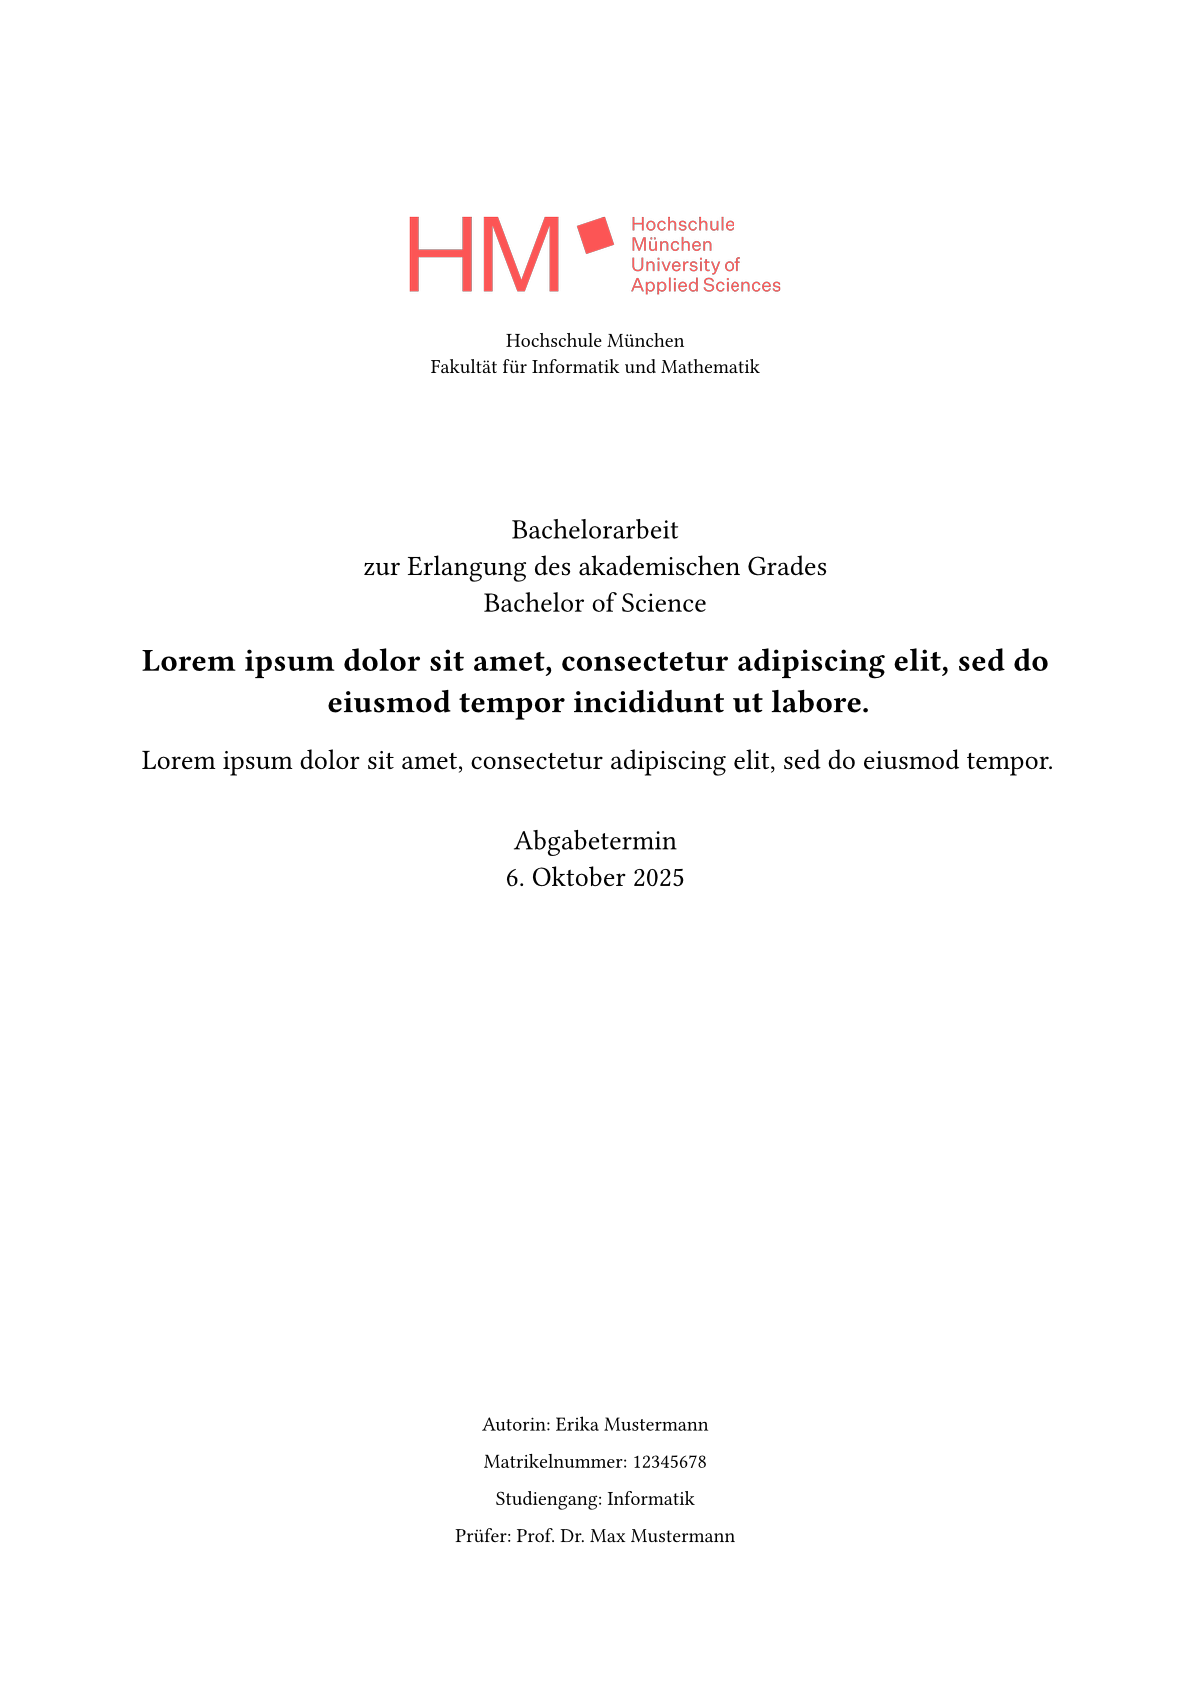 HM
Hochschule
München
University of
Applied Sciences
Hochschule München
Fakultät für Informatik und Mathematik
Bachelorarbeit
zur Erlangung des akademischen Grades
Bachelor of Science
Lorem ipsum dolor sit amet, consectetur adipiscing elit, sed do
eiusmod tempor incididunt ut labore.
Lorem ipsum dolor sit amet, consectetur adipiscing elit, sed do eiusmod tempor.
Abgabetermin
6. Oktober 2025
Autorin: Erika Mustermann
Matrikelnummer: 12345678
Studiengang: Informatik
Prüfer: Prof. Dr. Max Mustermann